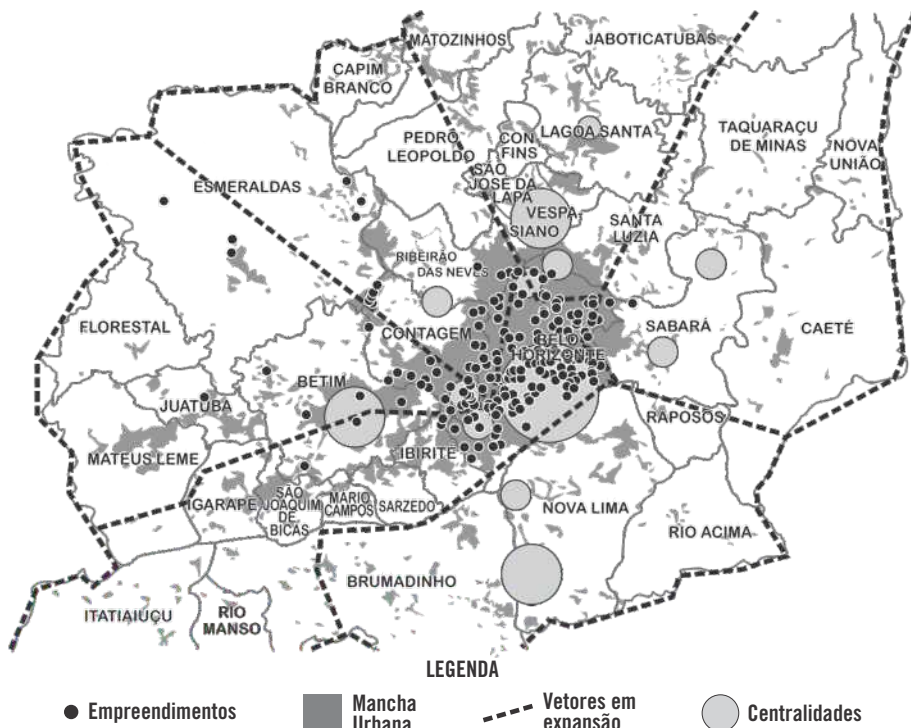 MATOZINHOS
JABOTICATUBAS
CAPIM
BRANCO
PEDRO
LEOPOLDO
CON
FINS
LAGOA SANTA
TAQUARAÇU
DE MINAS
NOVA
UNIÃO
ESMERALDAS
SÃO
JOSÉ DA
LAPA
VESPA-
SIANO
SANTA
LUZIA
RIBEIRÃO
DAS NEVES
FLORESTAL
CONTAGEM
BELO
HORIZONTE
SABARÁ
CAETÉ
BETIM
JUATUBA
RAPOSOS
MATEUS LEME
IBIRITÉ
IGARAPÉ
SÃO
JOAQUIM
DE
BICAS
MÁRIO
CAMPOS
SARZEDO
NOVA LIMA
RIO ACIMA
BRUMADINHO
ITATIAIUÇU
RIO
MANSO
LEGENDA
Empreendimentos
Mancha
Urbana
Vetores em
expansão
Centralidades